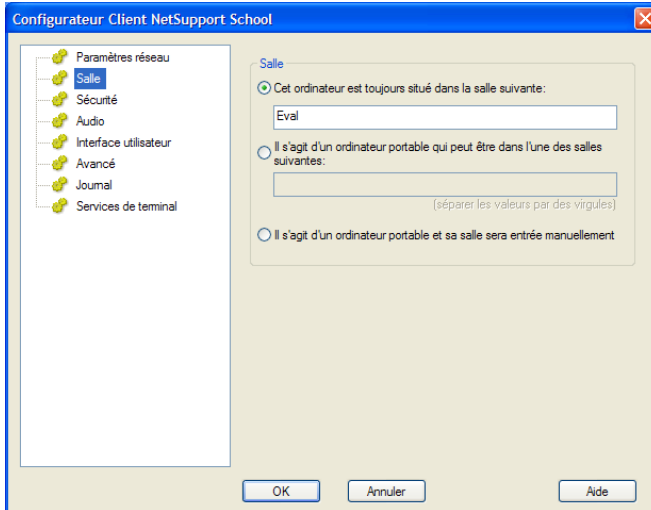 Configurateur Client NetSupport School
Paramètres réseau
Salle
Sécurité
Audio
Interface utilisateur
Avancé
Journal
Services de terminal
Salle
Cet ordinateur est toujours situé dans la salle suivante:
Eval
Il s'agit d'un ordinateur portable qui peut être dans l'une des salles
suivantes:
(séparer les valeurs par des virgules)
Il s'agit d'un ordinateur portable et sa salle sera entrée manuellement
OK
Annuler
Aide